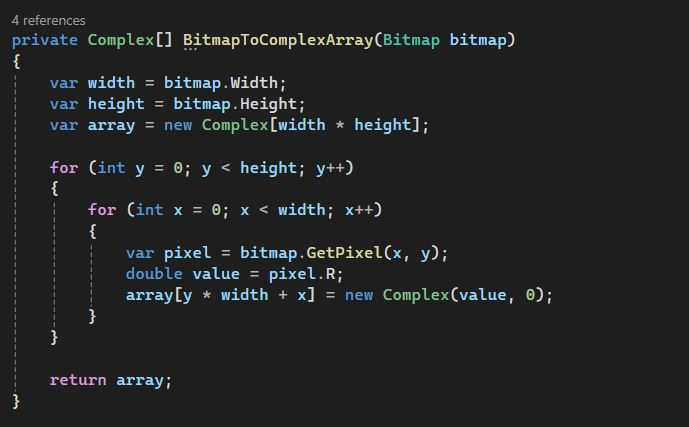 4 references
private Complex[] BitmapToComplexArray(Bitmap bitmap)
{
    var width = bitmap.Width;
    var height = bitmap.Height;
    var array = new Complex[width * height];

    for (int y = 0; y < height; y++)
    {
        for (int x = 0; x < width; x++)
        {
            var pixel = bitmap.GetPixel(x, y);
            double value = pixel.R;
            array[y * width + x] = new Complex(value, 0);
        }
    }

    return array;
}